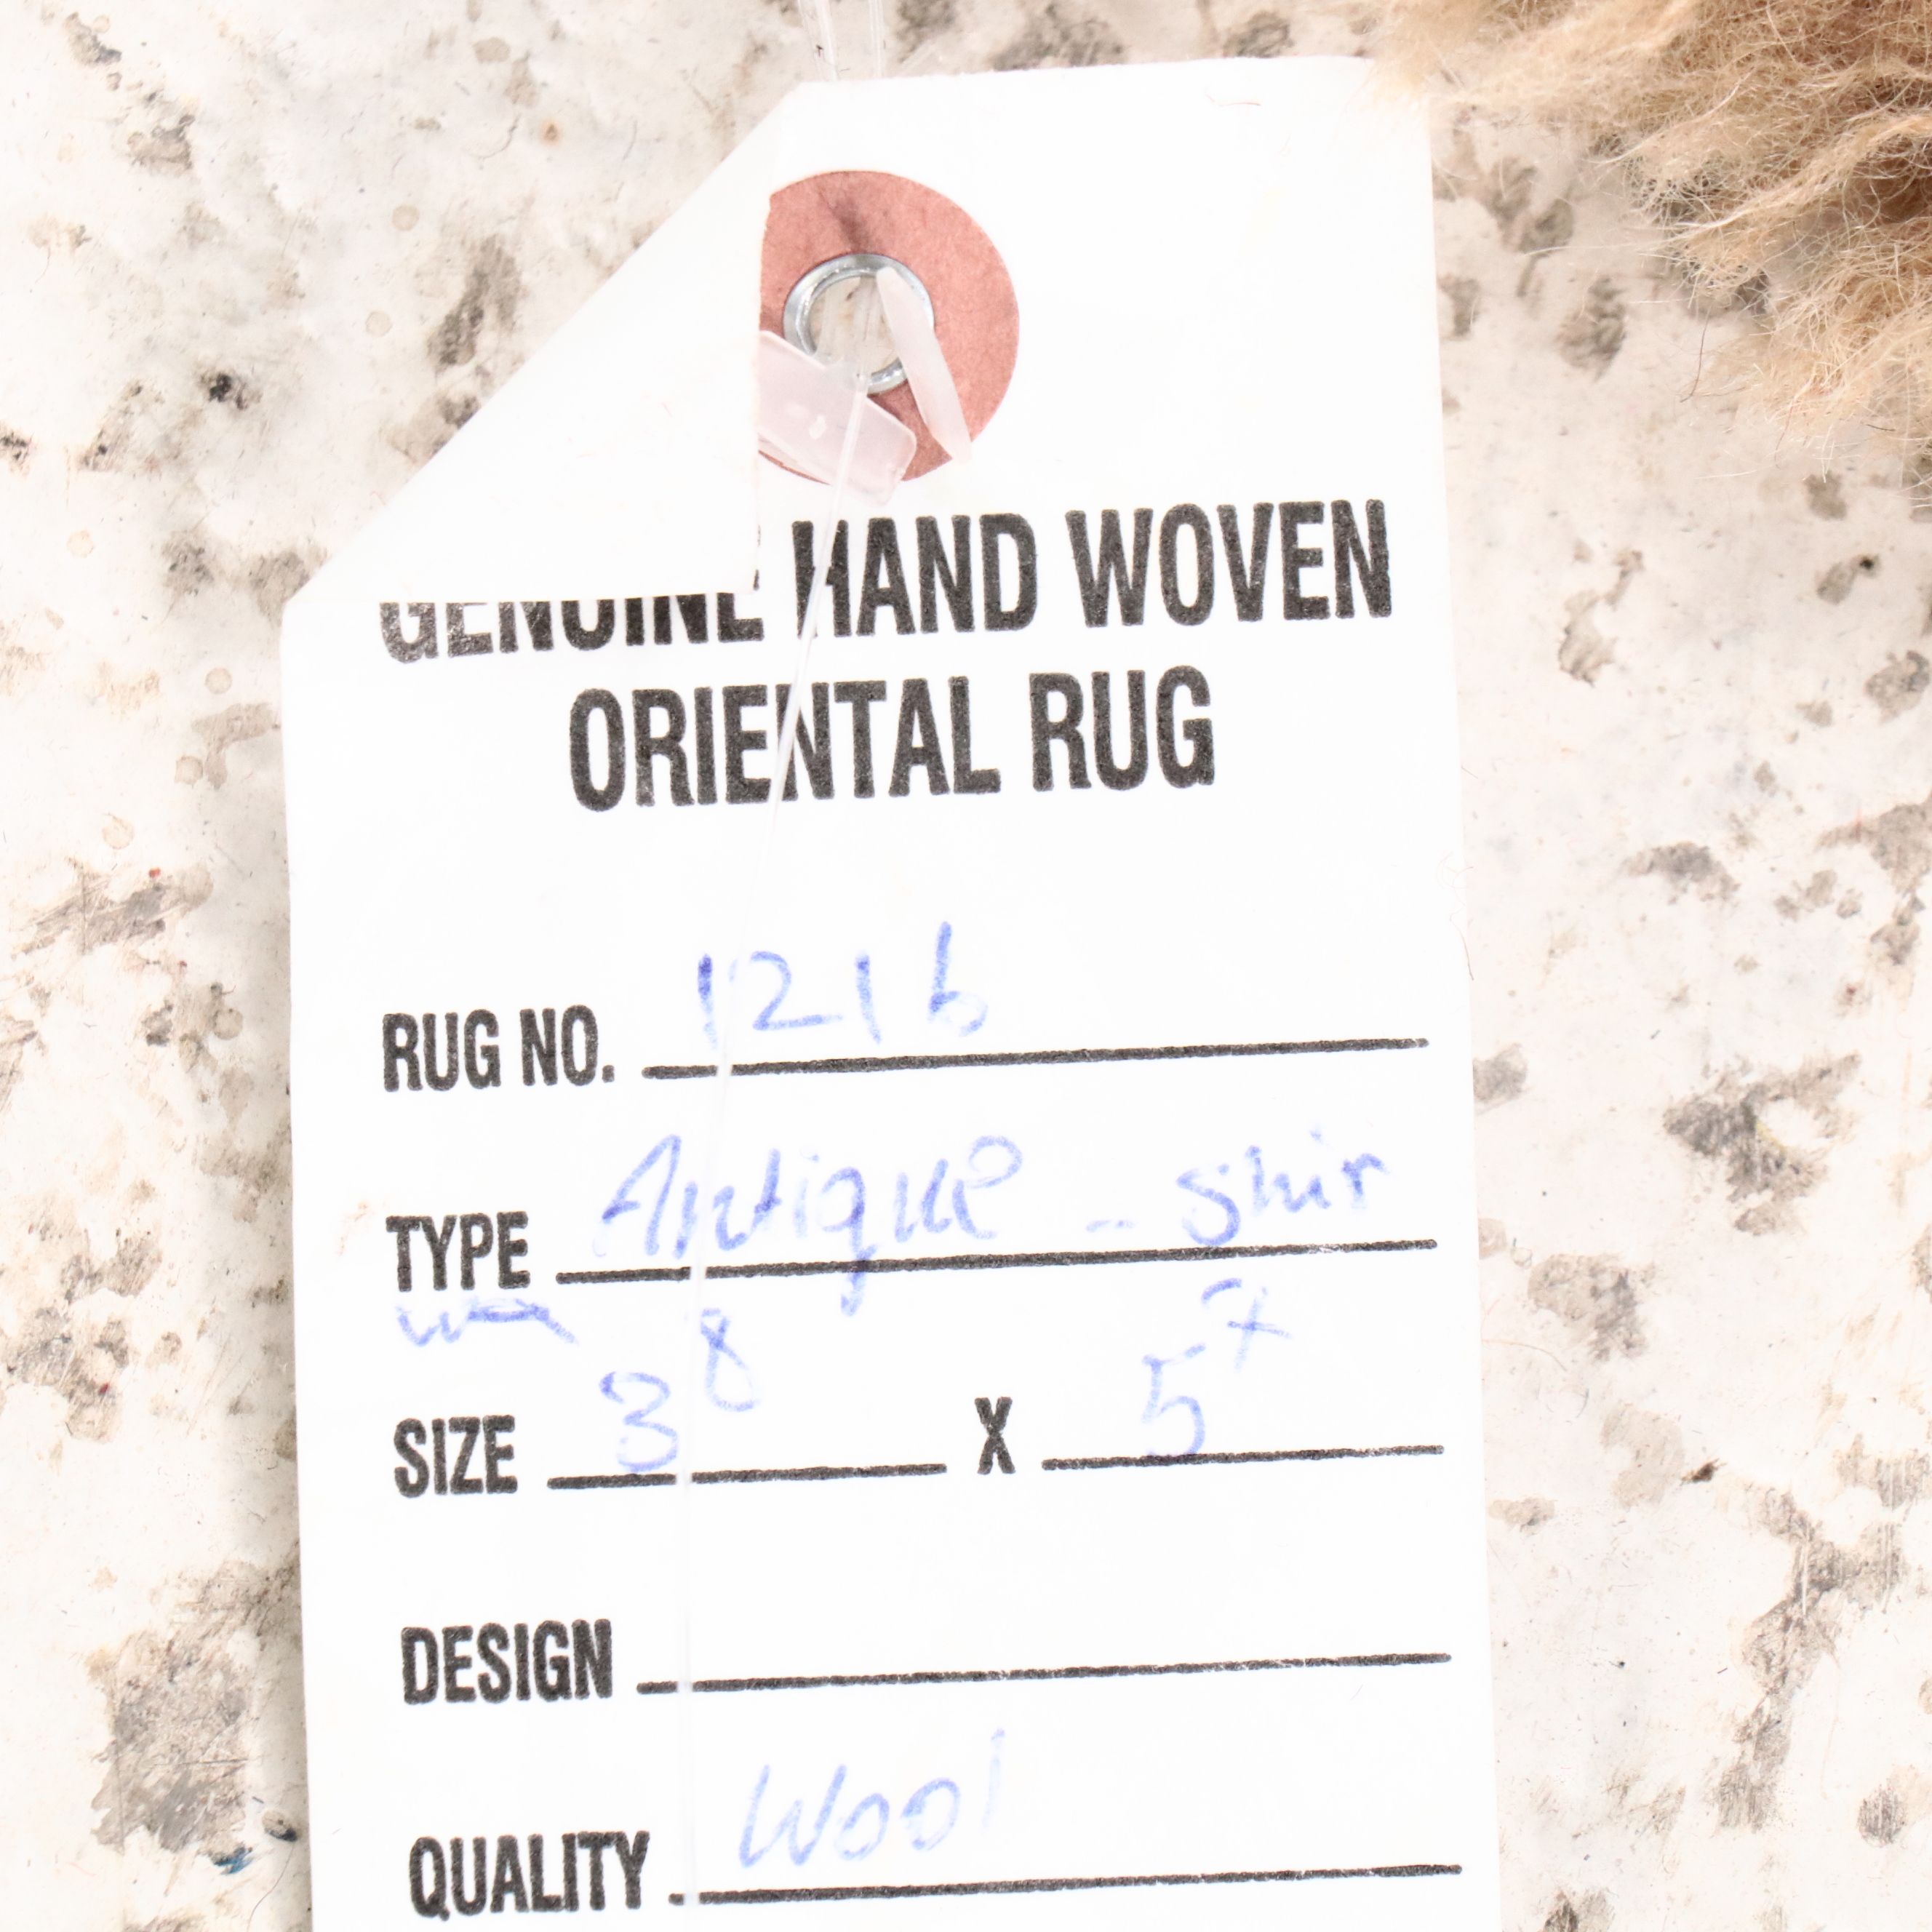 GENUINE HAND WOVEN
ORIENTAL RUG
RUG NO. 1216
TYPE Antique - Shir
wan
SIZE 3 8 X 5 7
DESIGN
QUALITY Wool